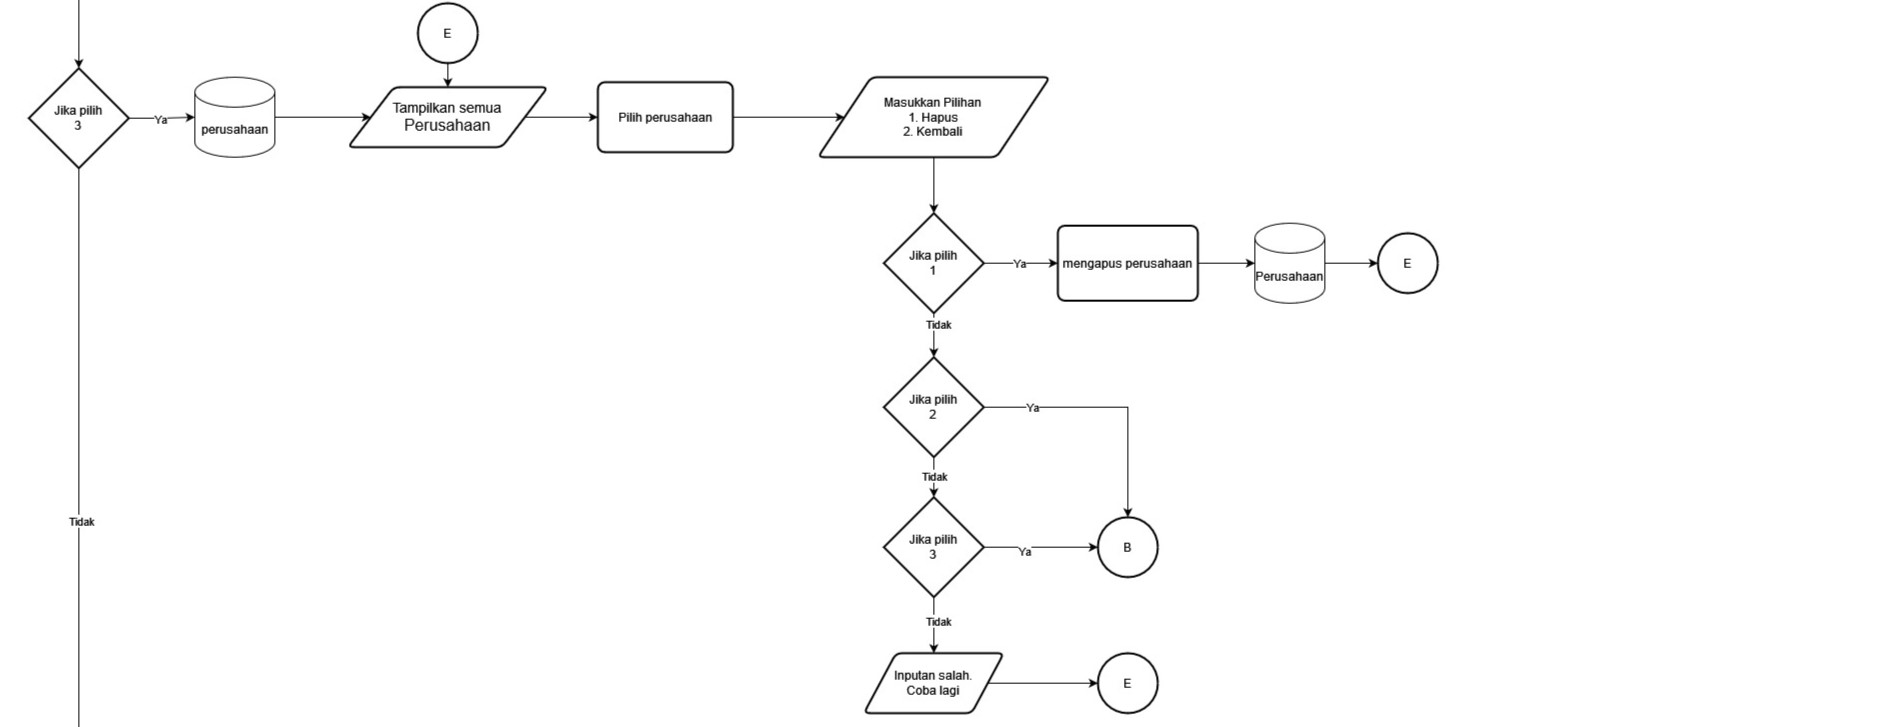 E
Jika pilih
3
Ya
perusahaan
Tampilkan semua
Perusahaan
Pilih perusahaan
Masukkan Pilihan
1. Hapus
2. Kembali
Jika pilih
1
Ya
mengapus perusahaan
Perusahaan
E
Tidak
Jika pilih
2
Ya
Tidak
Tidak
Jika pilih
3
Ya
B
Tidak
Inputan salah.
Coba lagi
E